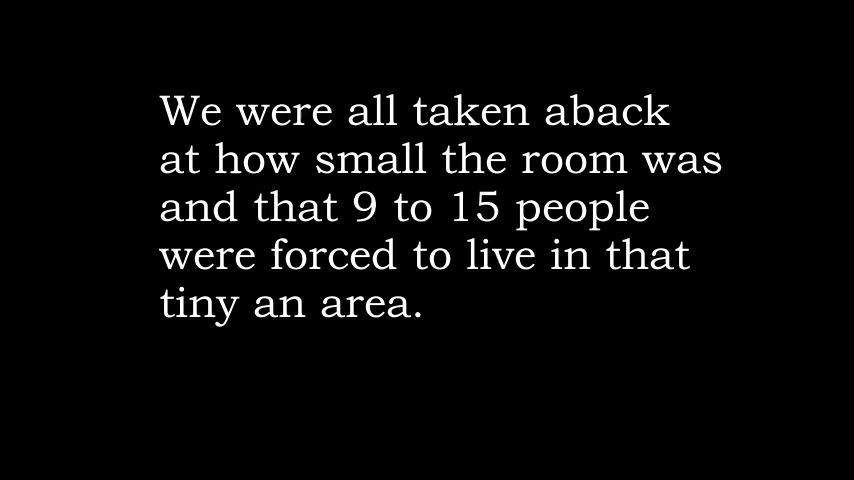 We were all taken aback
at how small the room was
and that 9 to 15 people
were forced to live in that
tiny an area.